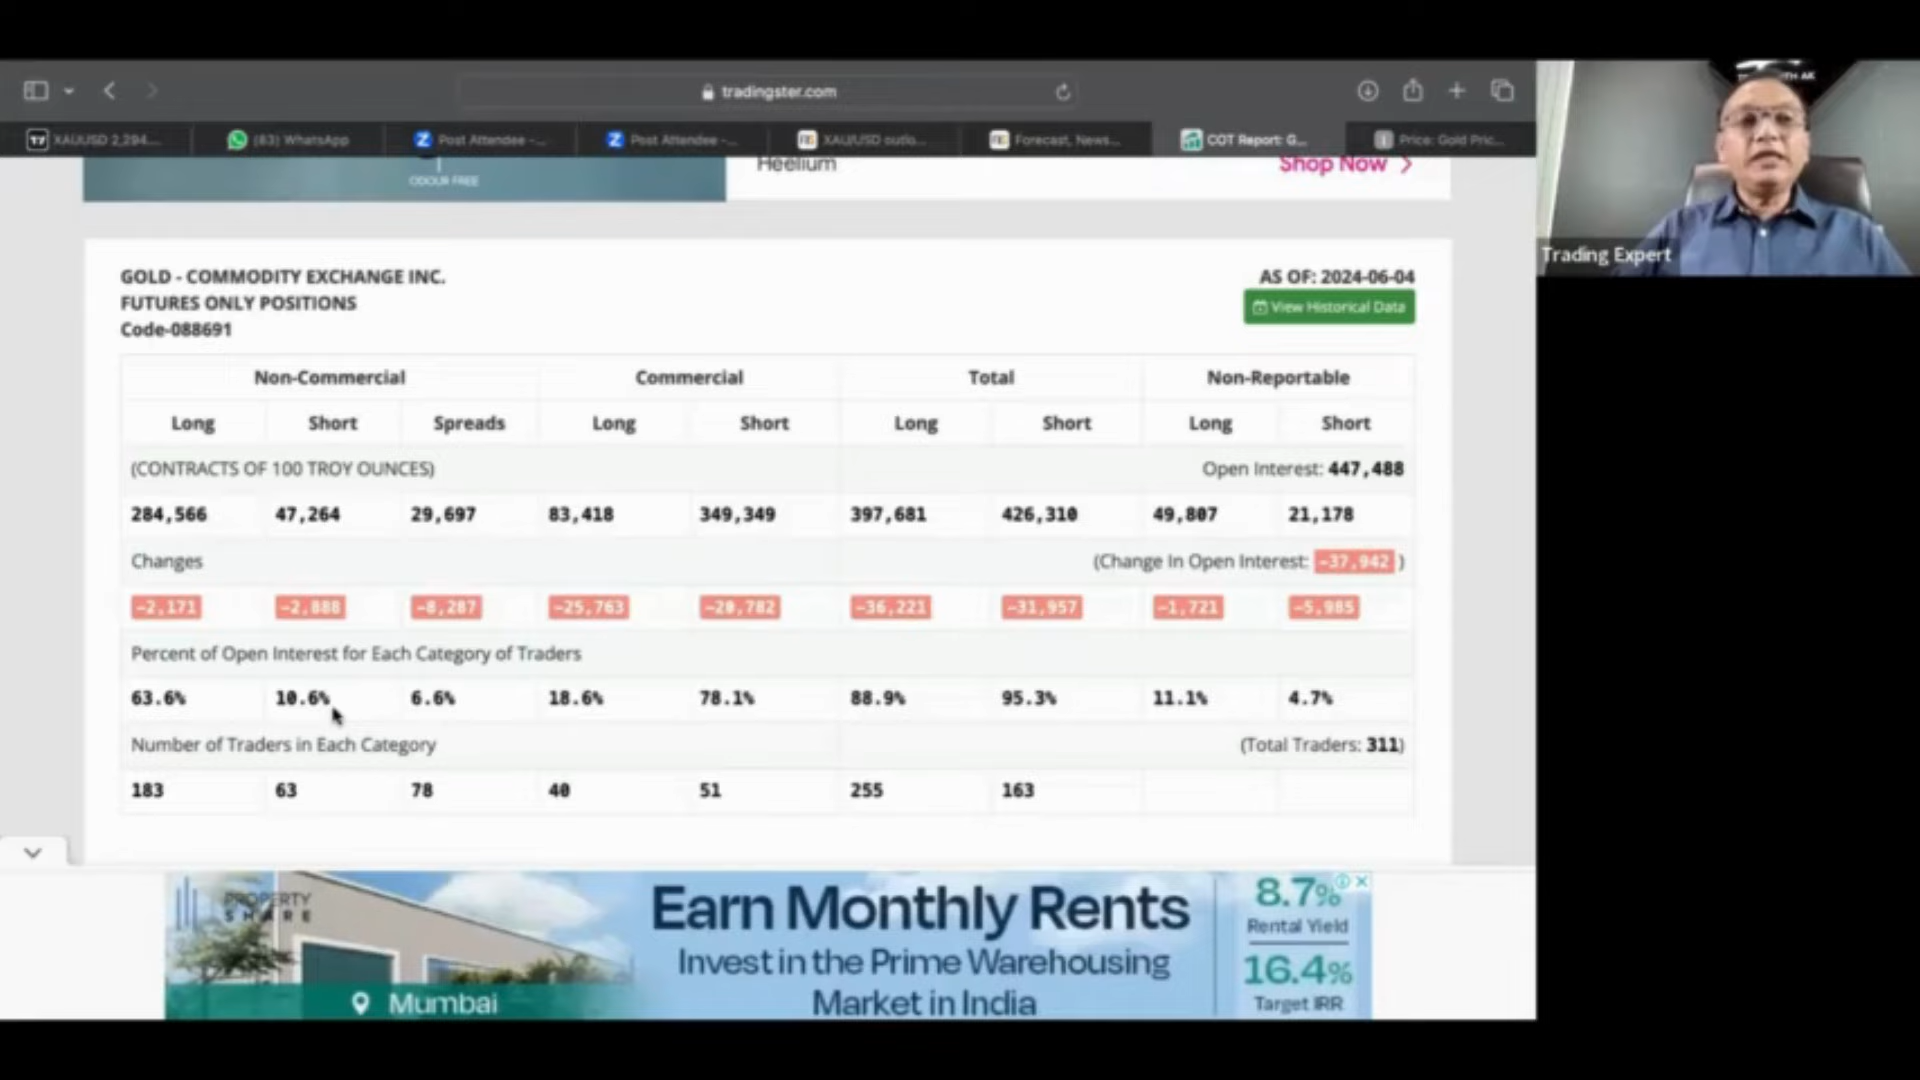 tradingster.com
XAUUSD 2,294....
(63) WhatsApp
Post Attendee -...
Post Attendee -...
XAU/USD outlo...
Forecast, News...
COT Report: G...
Price: Gold Pric...
ODOUR FREE
Heelium
Shop Now
TH AK
Trading Expert
GOLD - COMMODITY EXCHANGE INC.
AS OF: 2024-06-04
FUTURES ONLY POSITIONS
View Historical Data
Code-088691
Non-Commercial Commercial Total Non-Reportable
Long Short Spreads Long Short Long Short Long Short
(CONTRACTS OF 100 TROY OUNCES) Open Interest: 447,488
284,566 47,264 29,697 83,418 349,349 397,681 426,310 49,807 21,178
Changes (Change In Open Interest: -37,942 )
-2,171 -2,888 -8,287 -25,763 -20,782 -36,221 -31,957 -1,721 -5,985
Percent of Open Interest for Each Category of Traders
63.6% 10.6% 6.6% 18.6% 78.1% 88.9% 95.3% 11.1% 4.7%
Number of Traders in Each Category (Total Traders: 311)
183 63 78 40 51 255 163
PROPERTY
SHARE
Mumbai
Earn Monthly Rents
Invest in the Prime Warehousing
Market in India
8.7%
Rental Yield
16.4%
Target IRR